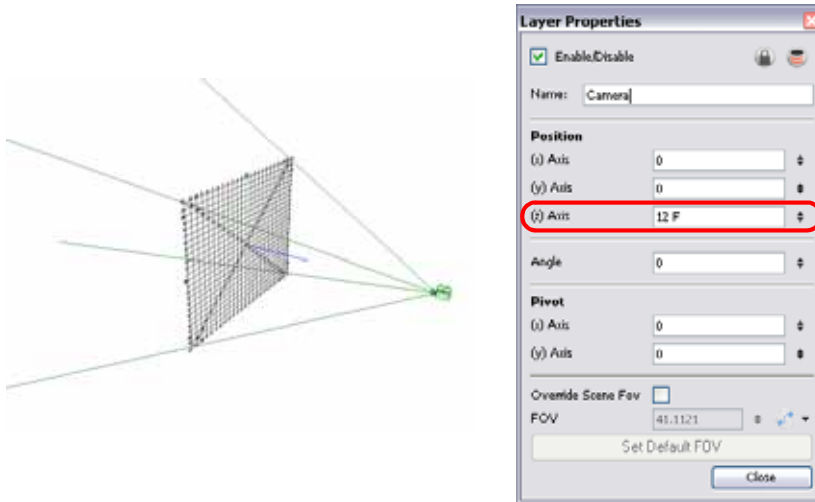 Layer Properties
Enable/Disable
Name: Camera
Position
(x) Axis 0
(y) Axis 0
(z) Axis 12 F
Angle 0
Pivot
(x) Axis 0
(y) Axis 0
Override Scene Fov
FOV 41.1121
Set Default FOV
Close